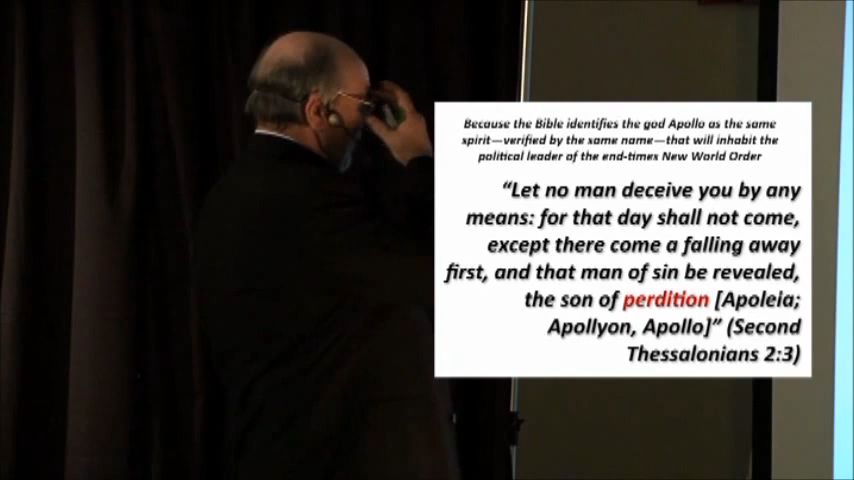 Because the Bible identifies the god Apollo as the same
spirit—verified by the same name—that will inhabit the
political leader of the end-times New World Order
“Let no man deceive you by any
means: for that day shall not come,
except there come a falling away
first, and that man of sin be revealed,
the son of perdition [Apoleia;
Apollyon, Apollo]” (Second
Thessalonians 2:3)